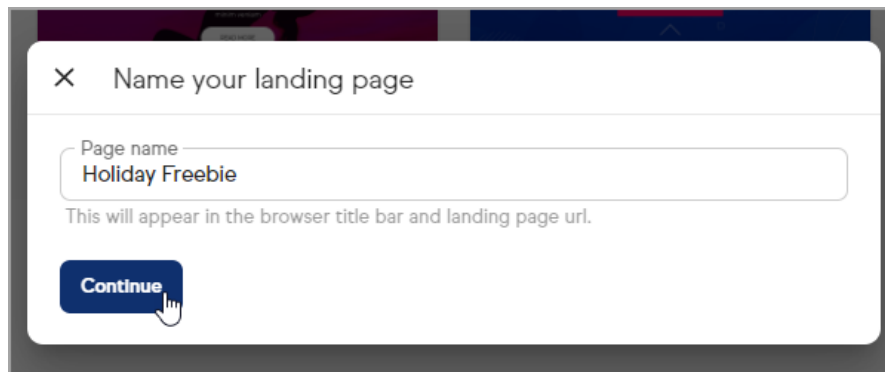 Name your landing page
Page name
Holiday Freebie
This will appear in the browser title bar and landing page url.
Continue